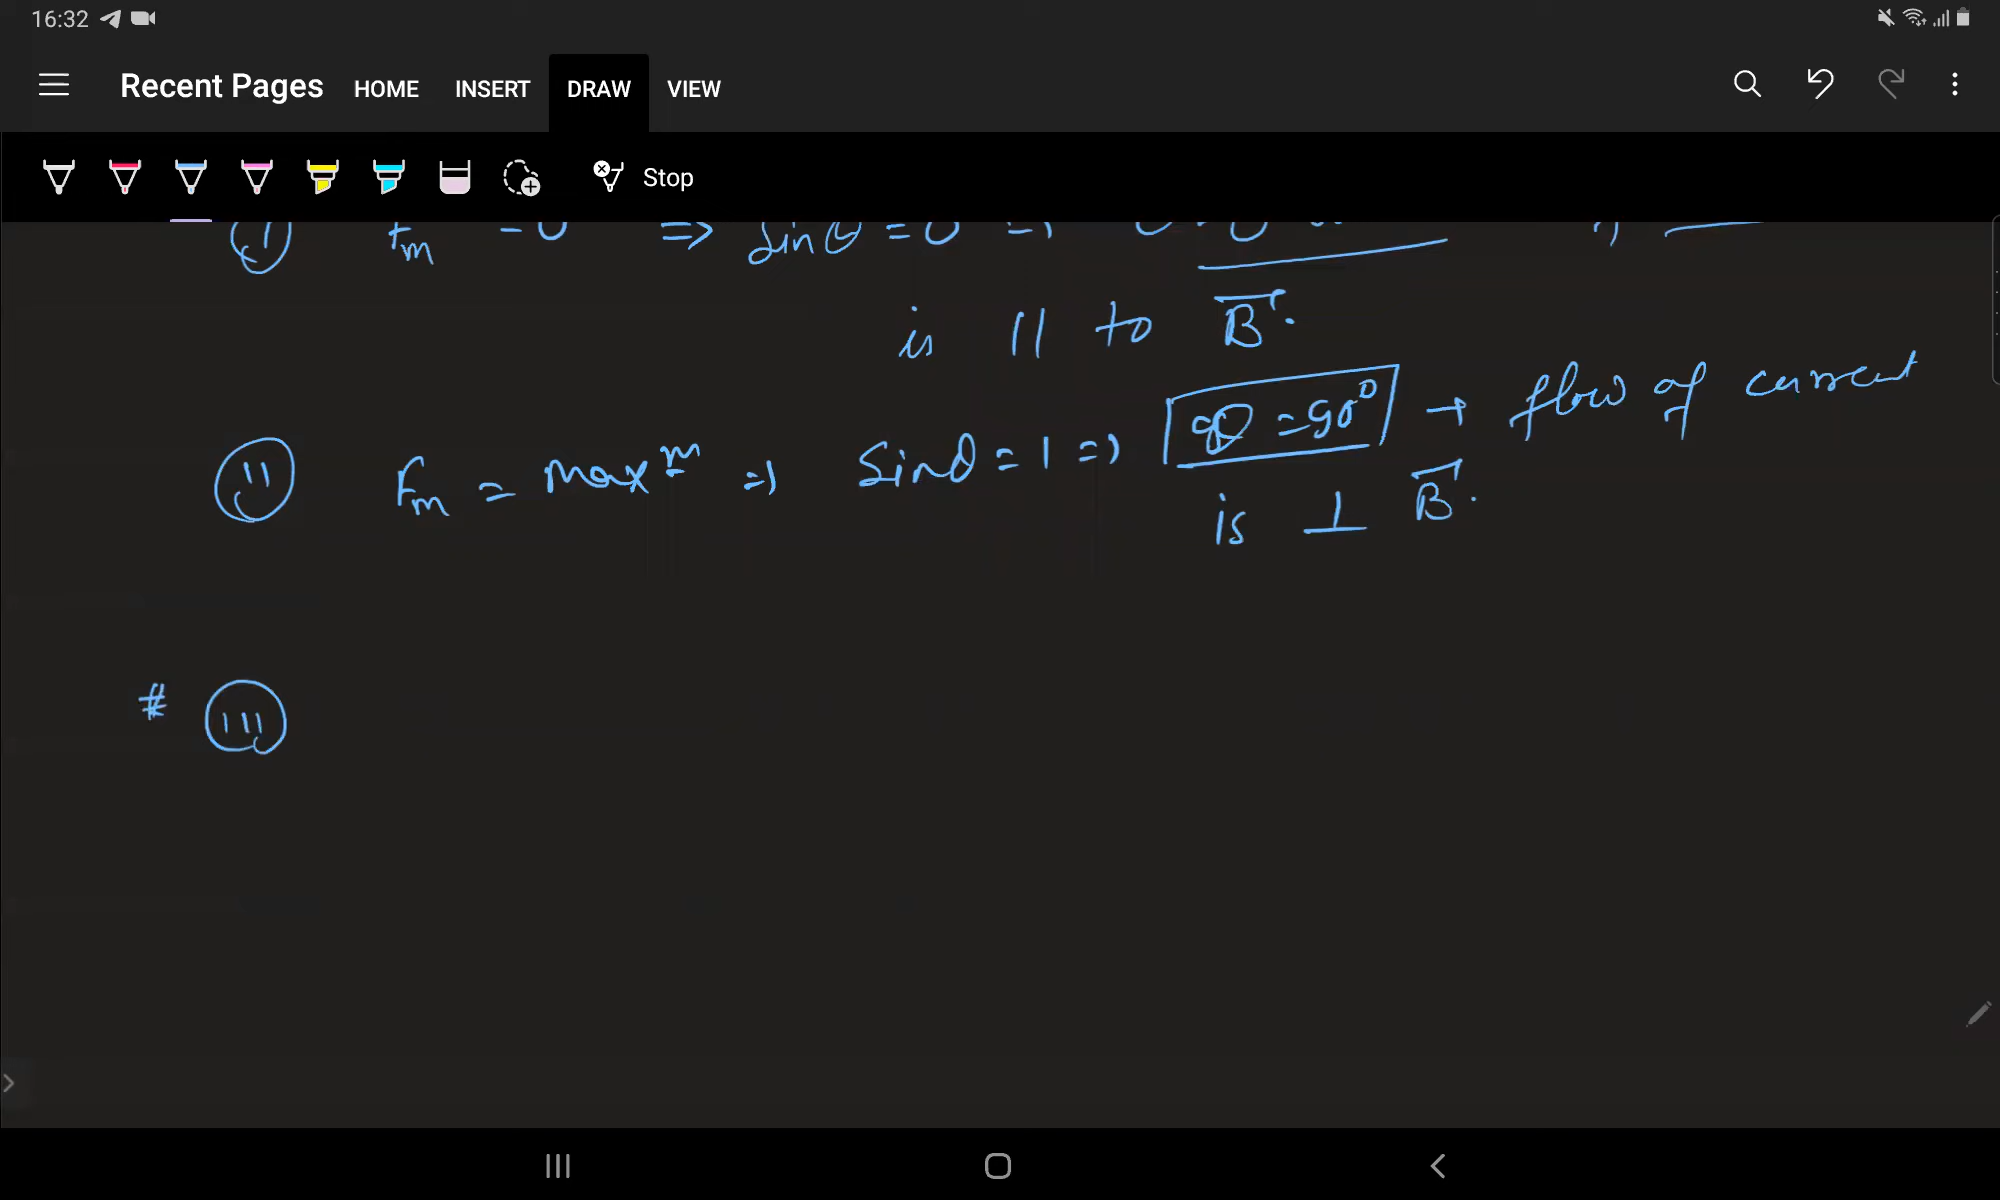 16:32
Recent Pages HOME INSERT DRAW VIEW
Stop
(i) Fm = 0 => Sinθ = 0 =>
is || to B⃗.
(ii) Fm = maxᵐ => Sinθ = 1 => θ = 90° → flow of current
is ⊥ B⃗.
# (iii)